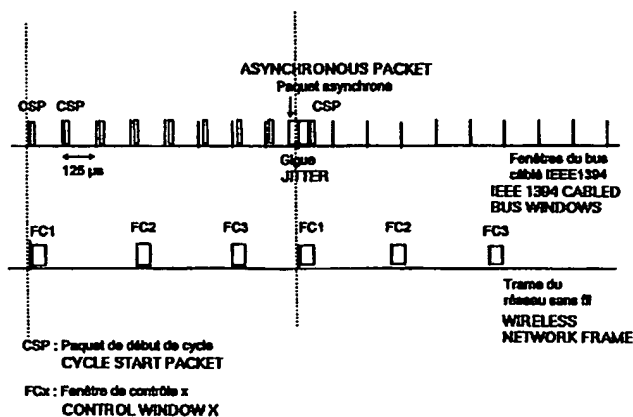 ASYNCHRONOUS PACKET
Paquet asynchrone
CSP CSP CSP
125 µs
Gigue
JITTER
Fenêtres du bus
câblé IEEE1394
IEEE 1394 CABLED
BUS WINDOWS
FC1 FC2 FC3 FC1 FC2 FC3
Trame du
réseau sans fil
WIRELESS
NETWORK FRAME
CSP : Paquet de début de cycle
CYCLE START PACKET
FCx : Fenêtre de contrôle x
CONTROL WINDOW X